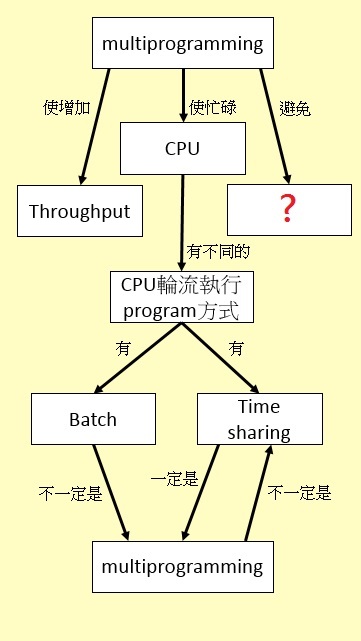 multiprogramming
使增加
使忙碌
避免
CPU
Throughput
?
有不同的
CPU輪流執行
program方式
有
有
Batch
Time
sharing
不一定是
一定是
不一定是
multiprogramming